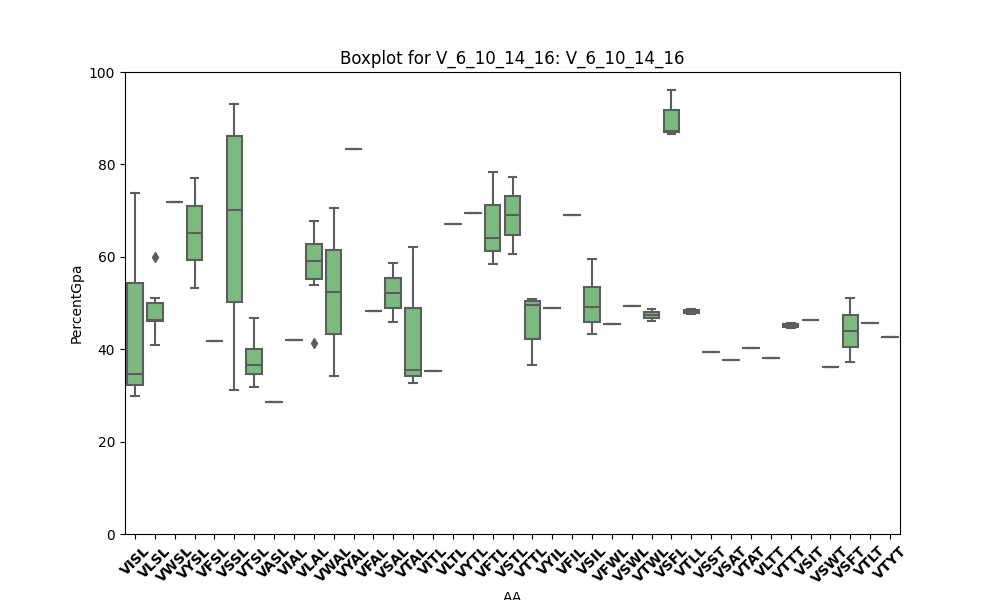 Boxplot for V_6_10_14_16: V_6_10_14_16
100
80
60
40
20
0
PercentGpa
VISL VLSL VWSL VYSL VFSL VSSL VTSL VASL VIAL VLAL VWAL VYAL VFAL VSAL VTAL VITL VLTL VYTL VFTL VSTL VTTL VYIL VFIL VSIL VFWL VSWL VTWL VSFL VTLL VSST VSAT VTAT VLTT VTTT VSIT VSWT VSFT VTLT VTYT
AA